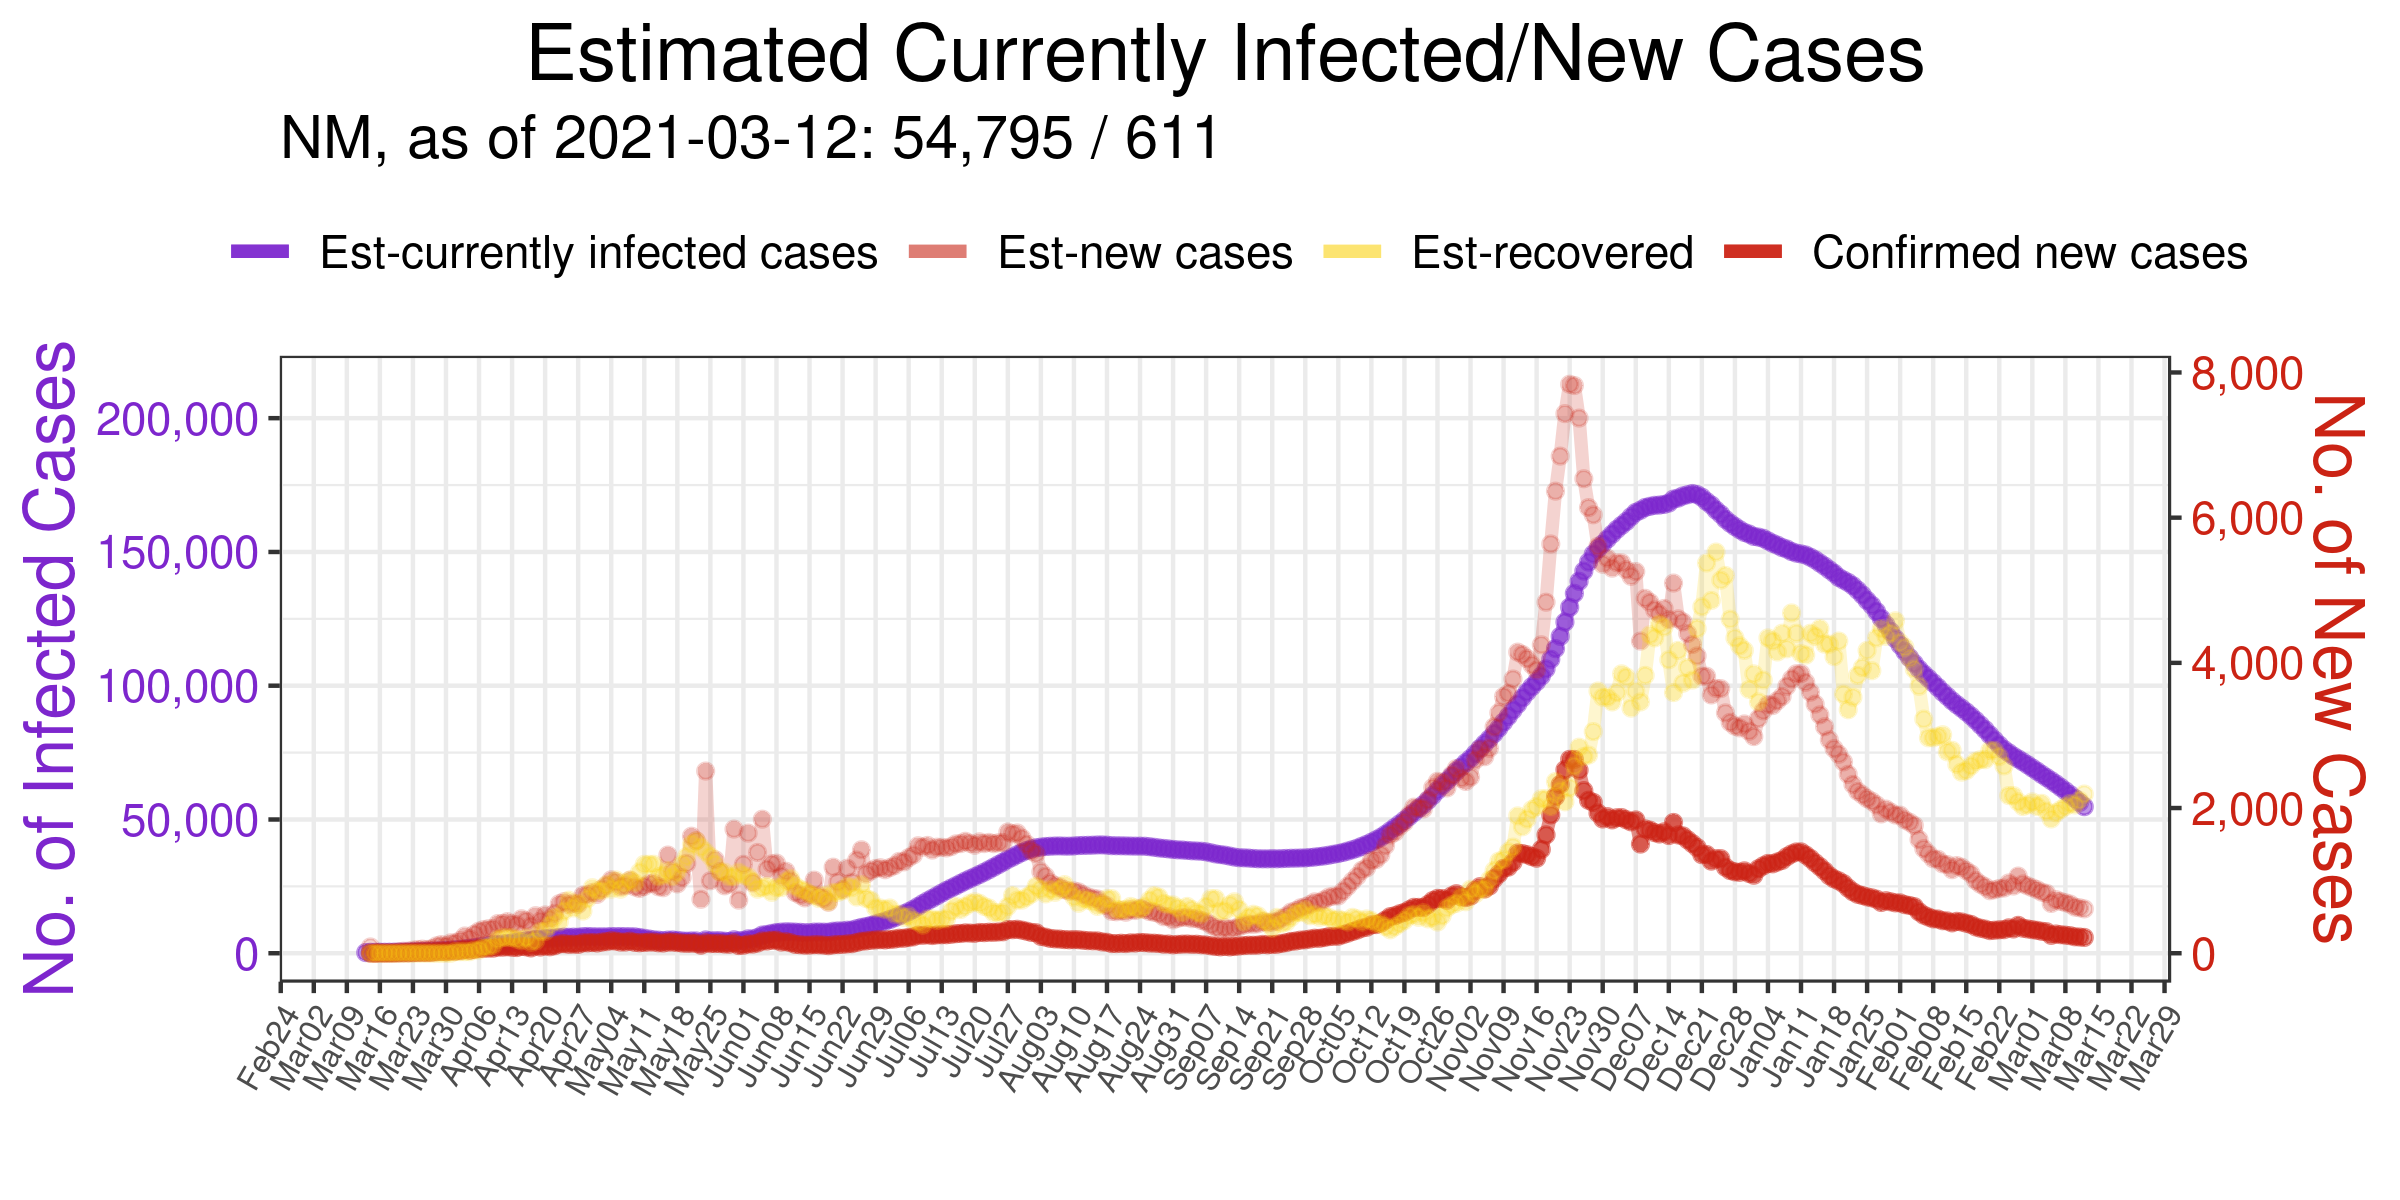 Estimated Currently Infected/New Cases
NM, as of 2021-03-12: 54,795 / 611
Est-currently infected cases Est-new cases Est-recovered Confirmed new cases
No. of Infected Cases
200,000
150,000
100,000
50,000
0
8,000
6,000
4,000
2,000
0
No. of New Cases
Feb24 Mar02 Mar09 Mar16 Mar23 Mar30 Apr06 Apr13 Apr20 Apr27 May04 May11 May18 May25 Jun01 Jun08 Jun15 Jun22 Jun29 Jul06 Jul13 Jul20 Jul27 Aug03 Aug10 Aug17 Aug24 Aug31 Sep07 Sep14 Sep21 Sep28 Oct05 Oct12 Oct19 Oct26 Nov02 Nov09 Nov16 Nov23 Nov30 Dec07 Dec14 Dec21 Dec28 Jan04 Jan11 Jan18 Jan25 Feb01 Feb08 Feb15 Feb22 Mar01 Mar08 Mar15 Mar22 Mar29